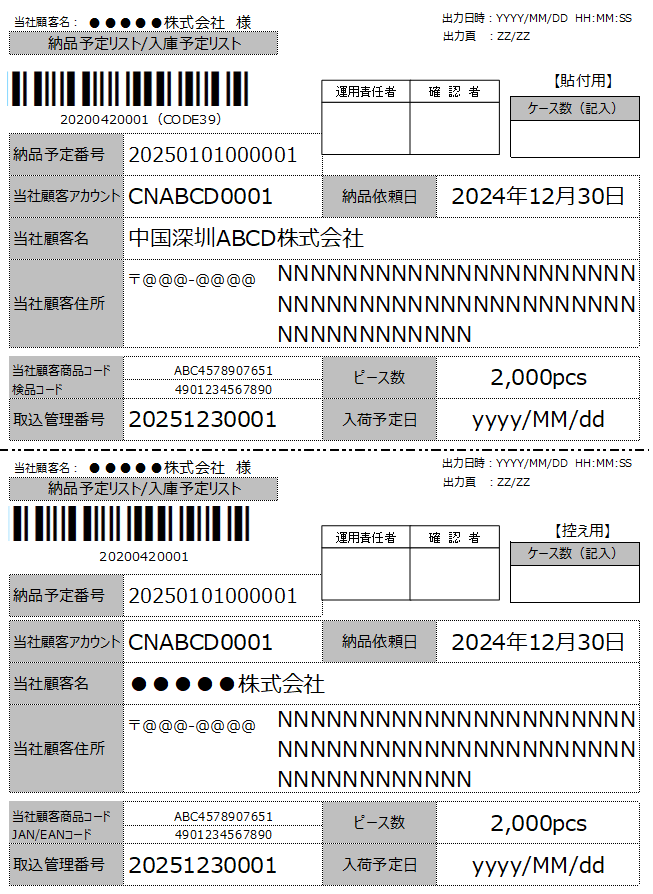 当社顧客名： ●●●●●株式会社 様
出力日時：YYYY/MM/DD HH:MM:SS
納品予定リスト/入庫予定リスト
出力頁 ：ZZ/ZZ
【貼付用】
運用責任者 確 認 者
ケース数（記入）
20200420001（CODE39）
納品予定番号 20250101000001
当社顧客アカウント CNABCD0001 納品依頼日 2024年12月30日
当社顧客名 中国深圳ABCD株式会社
当社顧客住所 〒@@@-@@@@ NNNNNNNNNNNNNNNNNNNNNN
NNNNNNNNNNNNNNNNNNNNNN
NNNNNNNNNNNN
当社顧客商品コード ABC4578907651 ピース数 2,000pcs
検品コード 4901234567890
取込管理番号 20251230001 入荷予定日 yyyy/MM/dd
当社顧客名： ●●●●●株式会社 様
出力日時：YYYY/MM/DD HH:MM:SS
納品予定リスト/入庫予定リスト
出力頁 ：ZZ/ZZ
【控え用】
運用責任者 確 認 者
ケース数（記入）
20200420001
納品予定番号 20250101000001
当社顧客アカウント CNABCD0001 納品依頼日 2024年12月30日
当社顧客名 ●●●●●株式会社
当社顧客住所 〒@@@-@@@@ NNNNNNNNNNNNNNNNNNNNNN
NNNNNNNNNNNNNNNNNNNNNN
NNNNNNNNNNNN
当社顧客商品コード ABC4578907651 ピース数 2,000pcs
JAN/EANコード 4901234567890
取込管理番号 20251230001 入荷予定日 yyyy/MM/dd